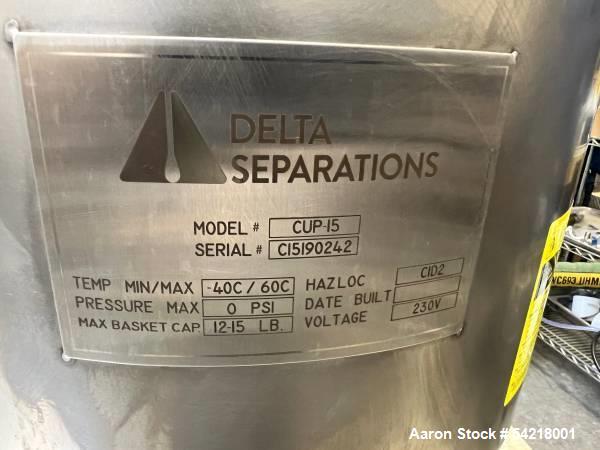 DELTA
SEPARATIONS
MODEL # CUP-15
SERIAL# C15190242
TEMP MIN/MAX -40C / 60C HAZLOC C1D2
PRESSURE MAX 0 PSI DATE BUILT
MAX BASKET CAP. 12-15 LB. VOLTAGE 230V
Aaron Stock # 54218001